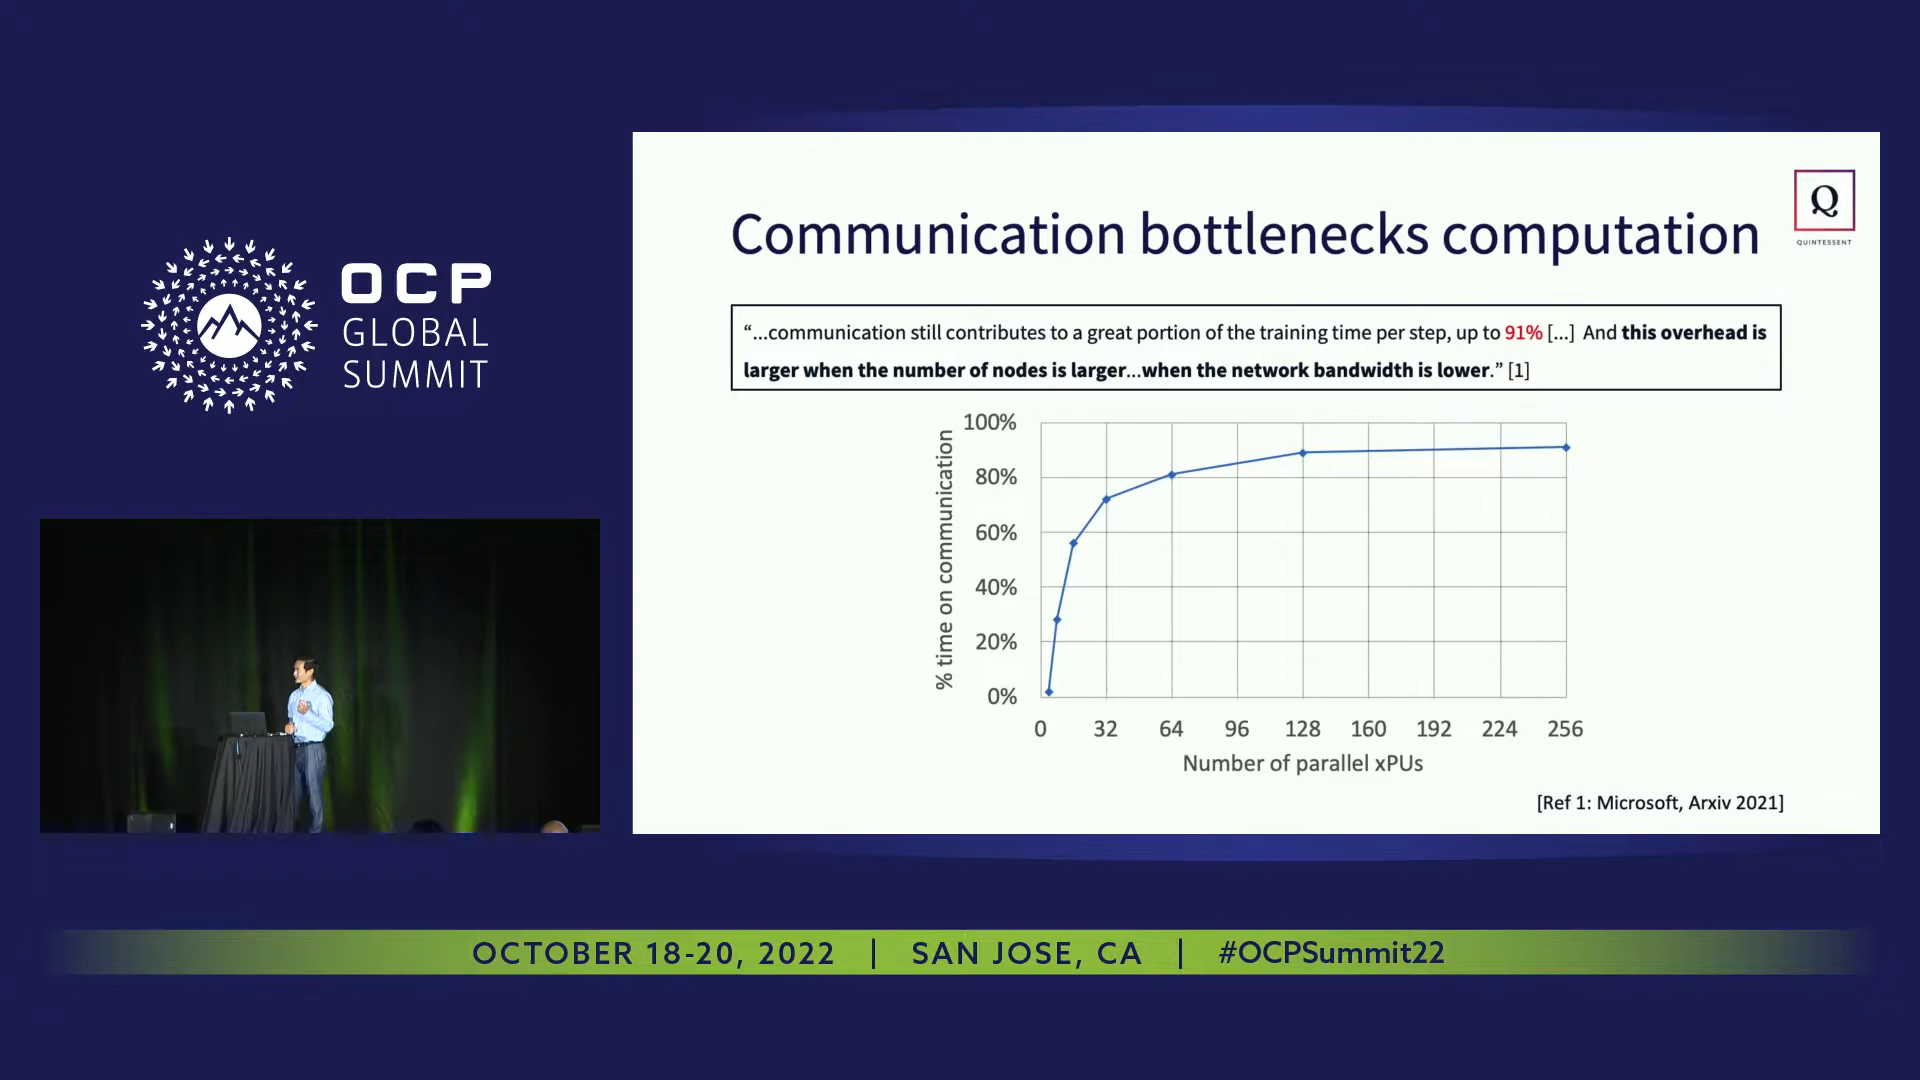 OCP
GLOBAL
SUMMIT
Q
QUINTESSENT
Communication bottlenecks computation
“...communication still contributes to a great portion of the training time per step, up to 91% [...] And this overhead is
larger when the number of nodes is larger...when the network bandwidth is lower.” [1]
% time on communication
100%
80%
60%
40%
20%
0%
0 32 64 96 128 160 192 224 256
Number of parallel xPUs
[Ref 1: Microsoft, Arxiv 2021]
OCTOBER 18-20, 2022 | SAN JOSE, CA | #OCPSummit22